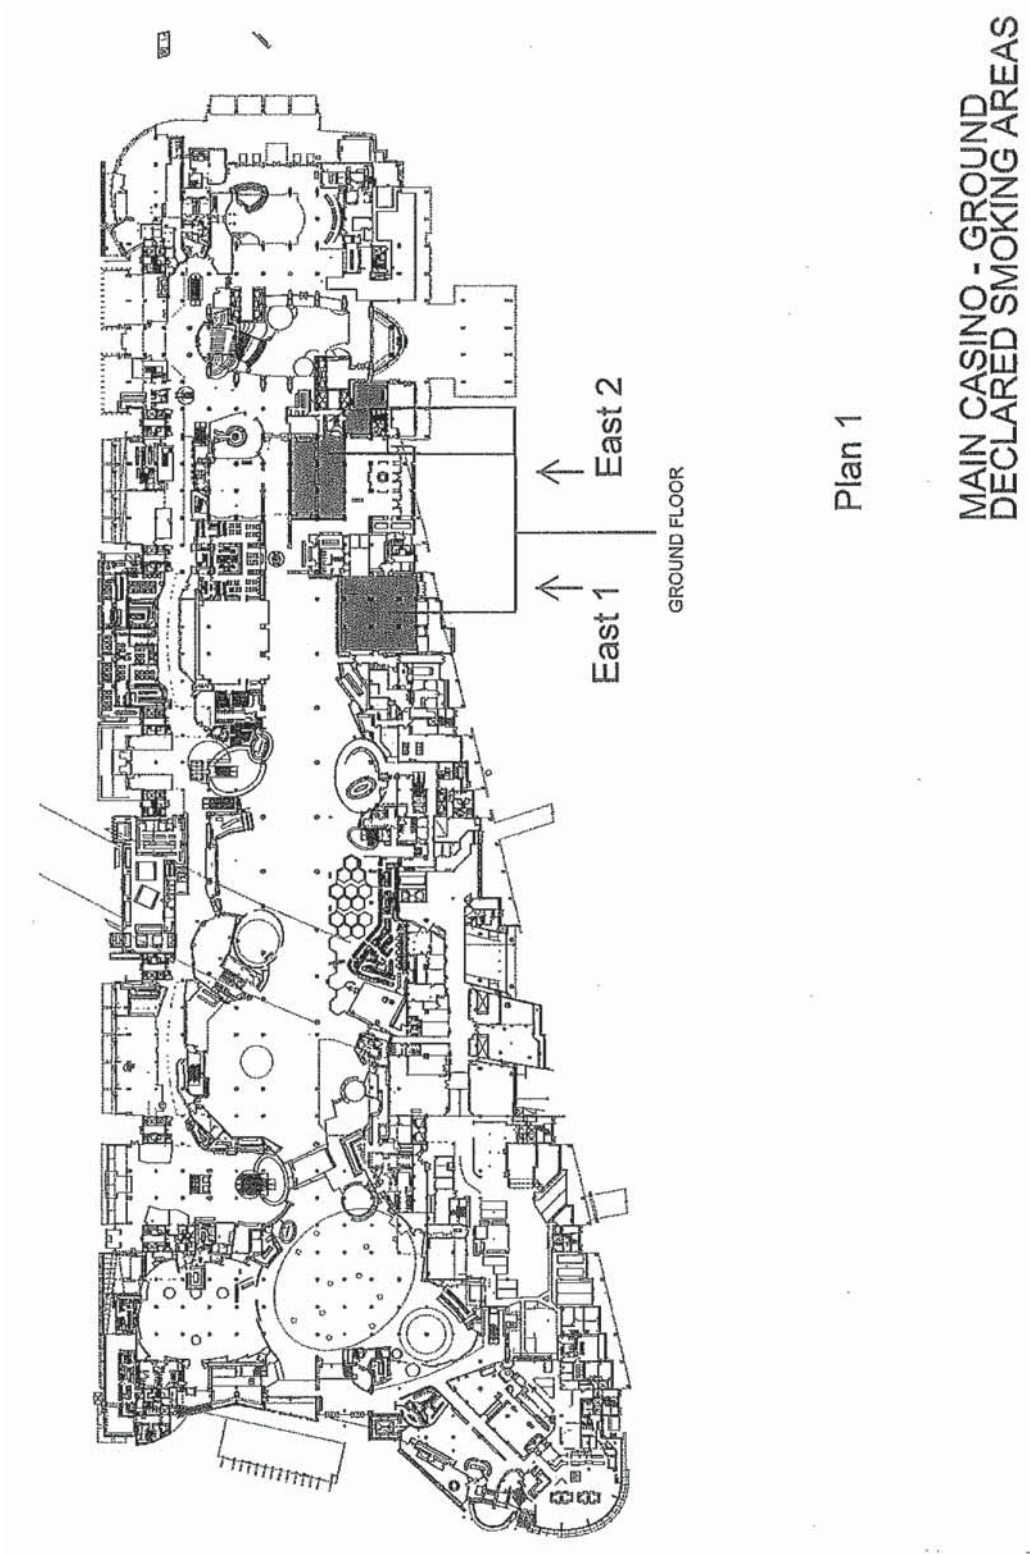 MAIN CASINO - GROUND
DECLARED SMOKING AREAS
Plan 1
East 1
East 2
GROUND FLOOR